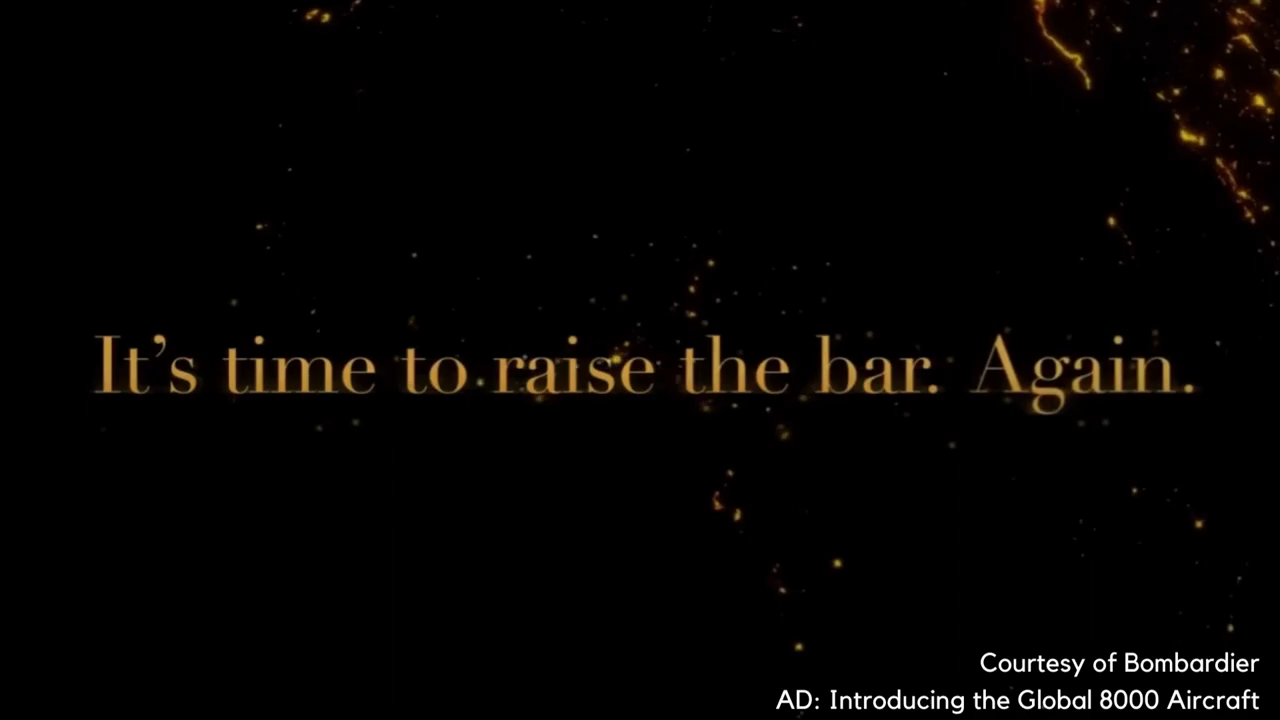 It’s time to raise the bar. Again.
Courtesy of Bombardier
AD: Introducing the Global 8000 Aircraft